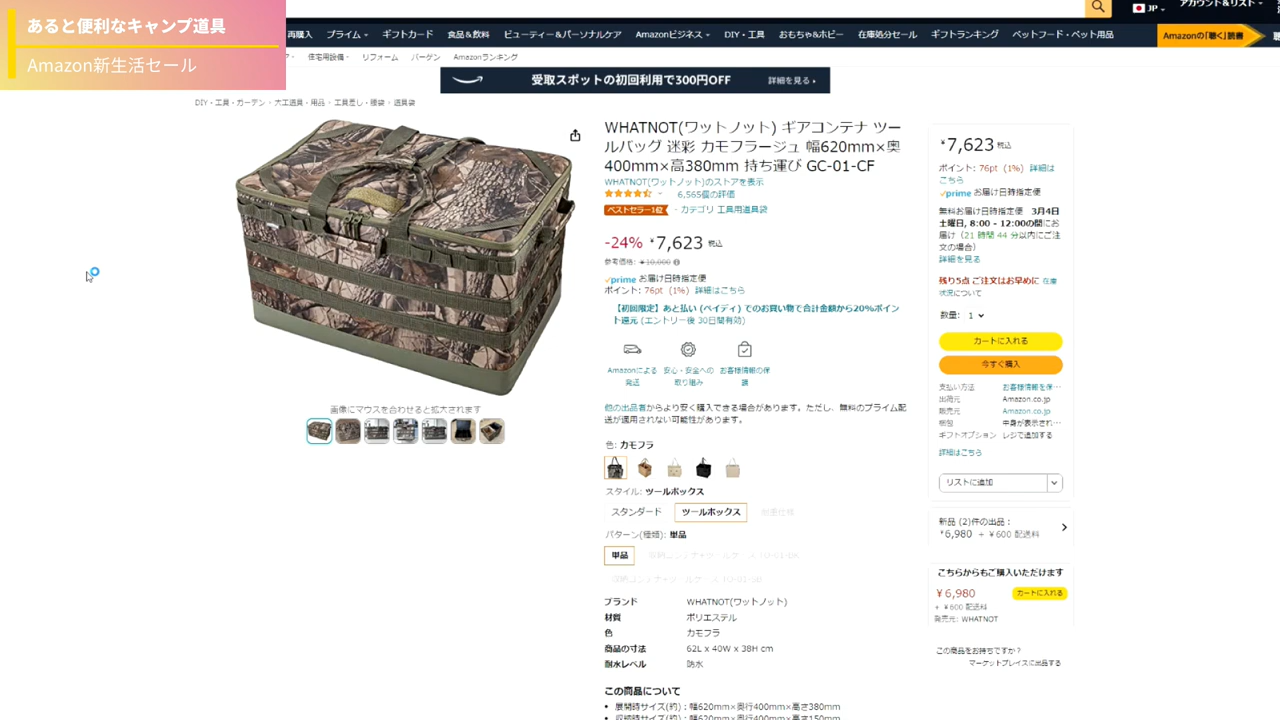 あると便利なキャンプ道具
Amazon新生活セール
JP
アカウント&リスト
再購入 プライム ギフトカード 食品&飲料 ビューティー&パーソナルケア Amazonビジネス DIY・工具 おもちゃ&ホビー 在庫処分セール ギフトランキング ペットフード・ペット用品
Amazonの「聴く」読書
住宅用設備 リフォーム バーゲン Amazonランキング
受取スポットの初回利用で300円OFF 詳細を見る
DIY・工具・ガーデン › 大工道具・用品 › 工具差し・腰袋 › 道具袋
WHATNOT(ワットノット) ギアコンテナ ツー
ルバッグ 迷彩 カモフラージュ 幅620mm×奥
400mm×高380mm 持ち運び GC-01-CF
WHATNOT(ワットノット)のストアを表示
6,565個の評価
ベストセラー1位 - カテゴリ 工具用道具袋
-24% ¥7,623 税込
参考価格: ¥10,000
prime お届け日時指定便
ポイント: 76pt (1%) 詳細はこちら
【初回限定】あと払い (ペイディ) でのお買い物で合計金額から20%ポイン
ト還元 (エントリー後 30日間有効)
Amazonによる
発送
安心・安全への
取り組み
お客様情報の保
護
他の出品者からより安く購入できる場合があります。ただし、無料のプライム配
送が適用されない可能性があります。
画像にマウスを合わせると拡大されます
色: カモフラ
スタイル: ツールボックス
スタンダード ツールボックス 耐重仕様
パターン(種類): 単品
単品 収納コンテナ+ツールケース TO-01-BK
収納コンテナ+ツールケース TO-01-SB
ブランド WHATNOT(ワットノット)
材質 ポリエステル
色 カモフラ
商品の寸法 62L x 40W x 38H cm
耐水レベル 防水
この商品について
• 展開時サイズ(約):幅620mm×奥行400mm×高さ380mm
• 収納時サイズ(約):幅620mm×奥行400mm×高さ150mm
¥7,623 税込
ポイント: 76pt (1%) 詳細は
こちら
prime お届け日時指定便
無料お届け日時指定便 3月4日
土曜日, 8:00 - 12:00の間にお
届け(21 時間 44 分以内にご注
文の場合)
詳細を見る
残り5点 ご注文はお早めに 在庫
状況について
数量: 1
カートに入れる
今すぐ購入
支払い方法 お客様情報を保…
出荷元 Amazon.co.jp
販売元 Amazon.co.jp
梱包 中身が表示され…
ギフトオプション レジで追加する
詳細はこちら
リストに追加
新品 (2)件の出品:
¥6,980 + ¥600 配送料
こちらからもご購入いただけます
¥6,980 カートに入れる
+ ¥600 配送料
発売元: WHATNOT
この商品をお持ちですか?
マーケットプレイスに出品する